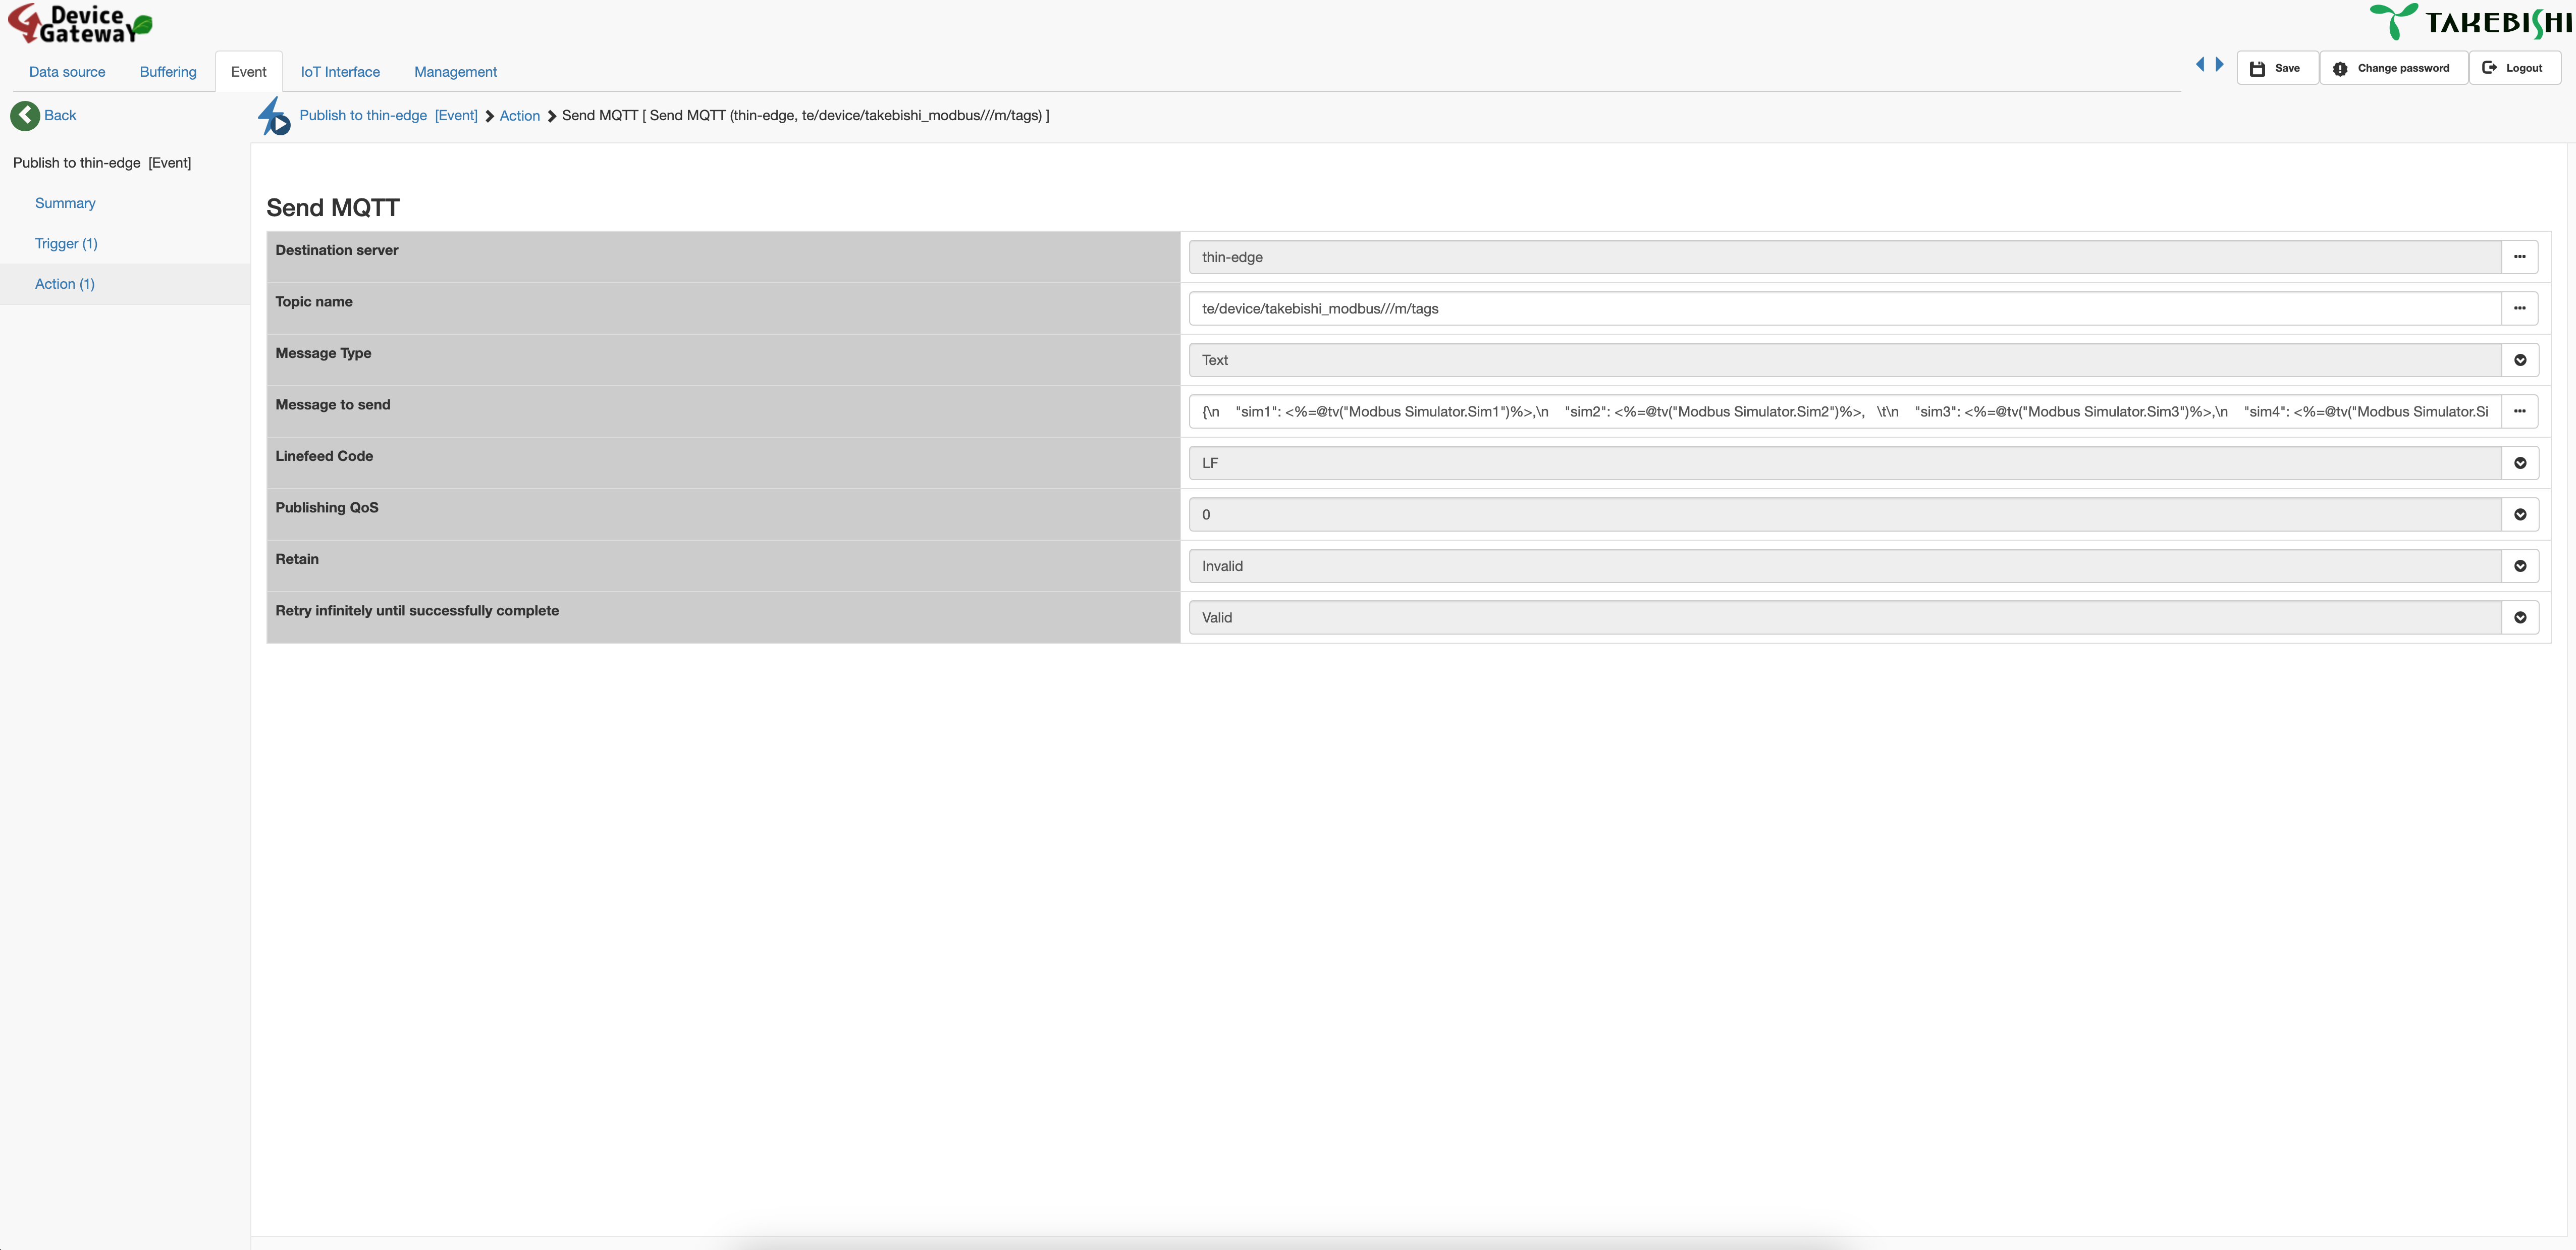 Device Gateway
TAKEBISHI
Data source
Buffering
Event
IoT Interface
Management
Save
Change password
Logout
Back
Publish to thin-edge [Event] Action Send MQTT [ Send MQTT (thin-edge, te/device/takebishi_modbus///m/tags) ]
Publish to thin-edge [Event]
Summary
Trigger (1)
Action (1)
Send MQTT
Destination server
thin-edge
Topic name
te/device/takebishi_modbus///m/tags
Message Type
Text
Message to send
{\n "sim1": <%=@tv("Modbus Simulator.Sim1")%>,\n "sim2": <%=@tv("Modbus Simulator.Sim2")%>, \t\n "sim3": <%=@tv("Modbus Simulator.Sim3")%>,\n "sim4": <%=@tv("Modbus Simulator.Si
Linefeed Code
LF
Publishing QoS
0
Retain
Invalid
Retry infinitely until successfully complete
Valid